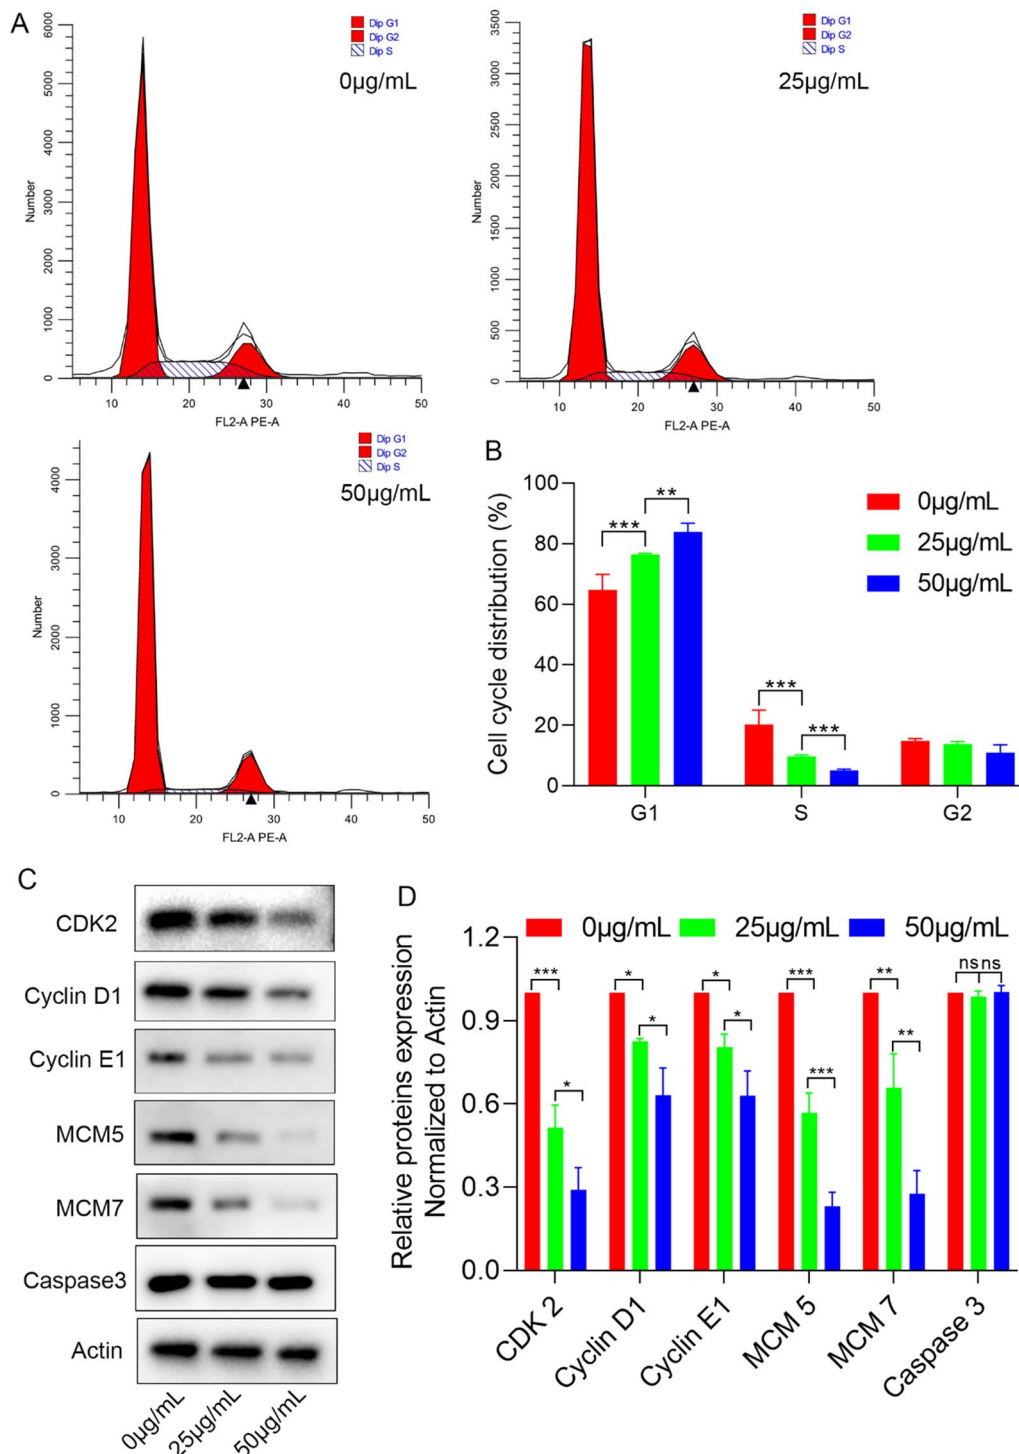 A
Dip G1
Dip G2
Dip S
0µg/mL
Number
6000
5000
4000
3000
2000
1000
0
10 20 30 40 50
FL2-A PE-A
Dip G1
Dip G2
Dip S
25µg/mL
Number
3500
3000
2500
2000
1500
1000
500
0
10 20 30 40 50
FL2-A PE-A
Dip G1
Dip G2
Dip S
50µg/mL
Number
4000
3000
2000
1000
0
10 20 30 40 50
FL2-A PE-A
B
Cell cycle distribution (%)
100
80
60
40
20
0
*** **
*** ***
0µg/mL
25µg/mL
50µg/mL
G1 S G2
C
CDK2
Cyclin D1
Cyclin E1
MCM5
MCM7
Caspase3
Actin
0µg/mL 25µg/mL 50µg/mL
D
0µg/mL 25µg/mL 50µg/mL
Relative proteins expression
Normalized to Actin
1.2
0.9
0.6
0.3
0.0
*** * * *** ** ns ns
* * * *** **
CDK 2 Cyclin D1 Cyclin E1 MCM 5 MCM 7 Caspase 3